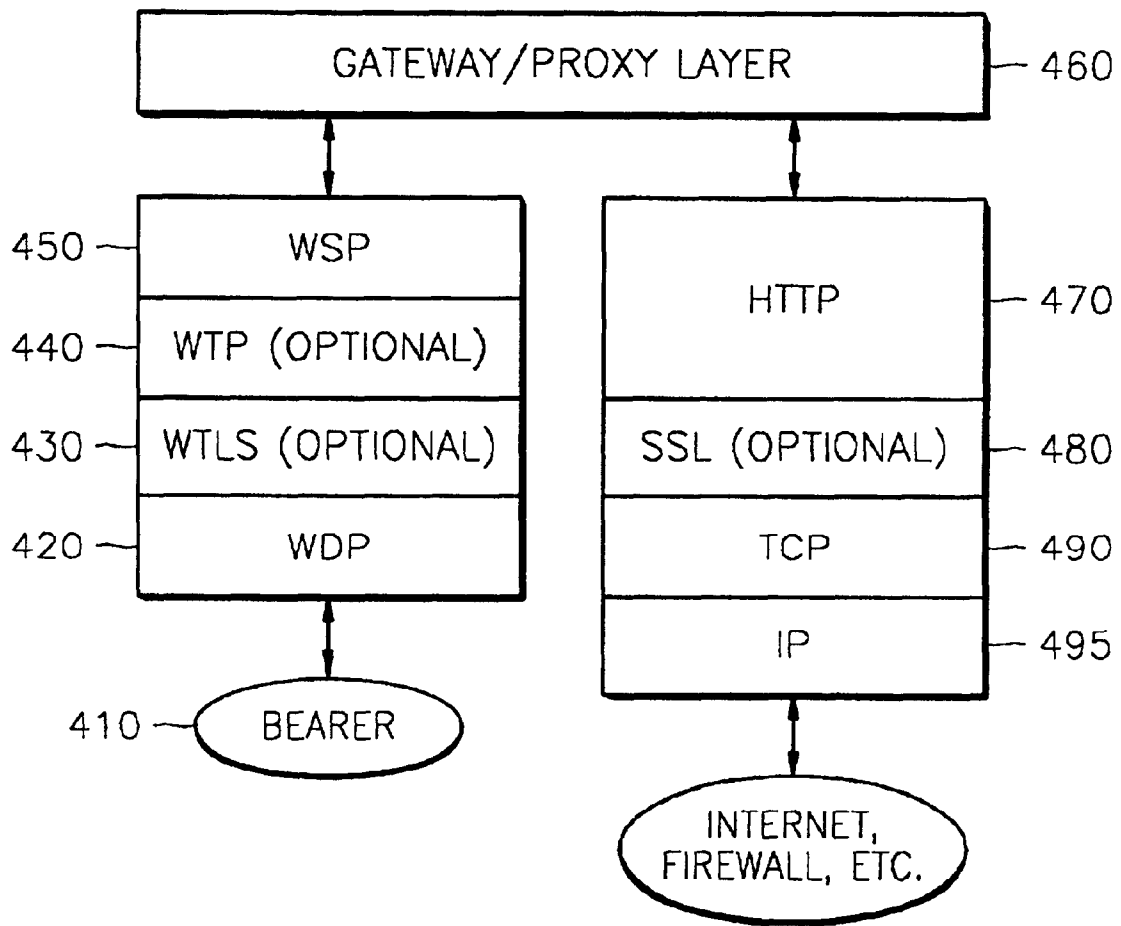 GATEWAY/PROXY LAYER
460
450
WSP
440
WTP (OPTIONAL)
430
WTLS (OPTIONAL)
420
WDP
410
BEARER
HTTP
470
SSL (OPTIONAL)
480
TCP
490
IP
495
INTERNET,
FIREWALL, ETC.